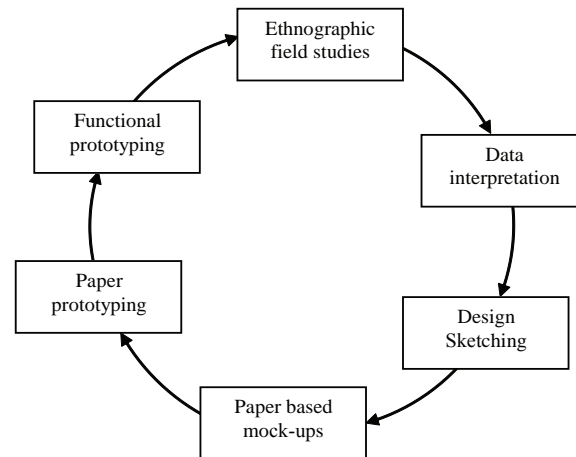 Ethnographic
field studies
Data
interpretation
Design
Sketching
Paper based
mock-ups
Paper
prototyping
Functional
prototyping